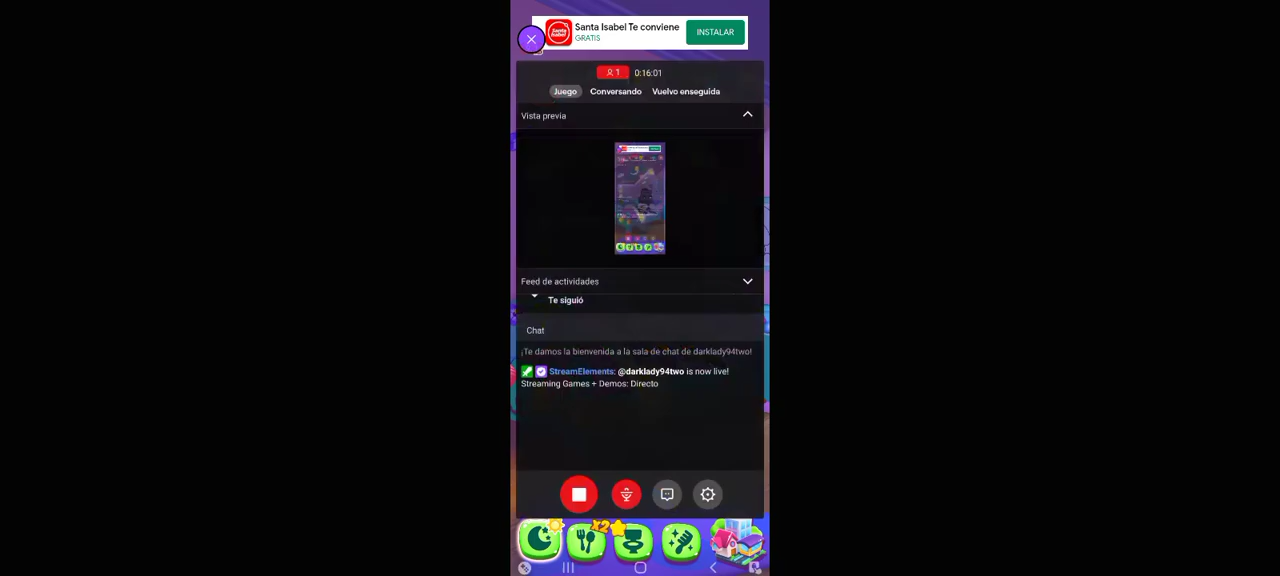 Santa Isabel Te conviene
GRATIS
INSTALAR
1 0:16:01
Juego Conversando Vuelvo enseguida
Vista previa
Feed de actividades
Te siguió
Chat
¡Te damos la bienvenida a la sala de chat de darklady94two!
StreamElements: @darklady94two is now live!
Streaming Games + Demos: Directo
X2